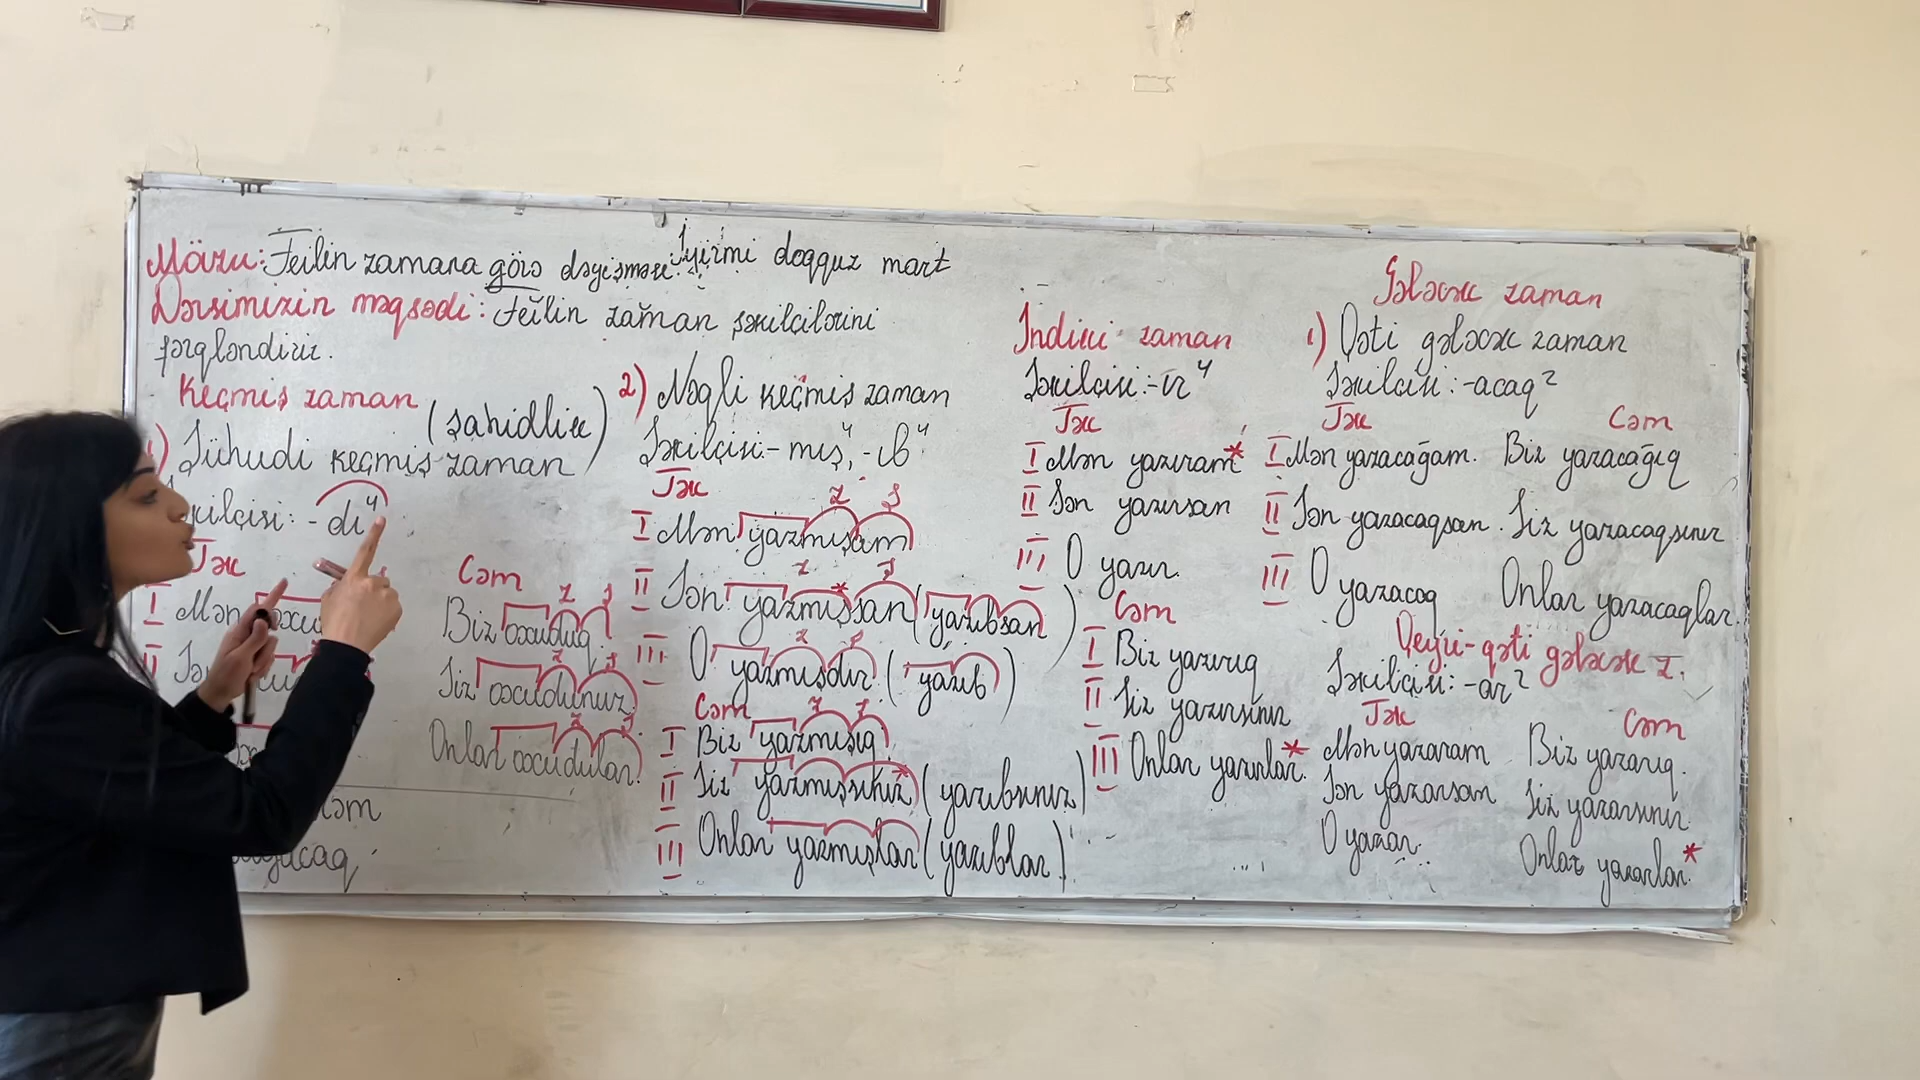 Mövzu: Feilin zamana görə dəyişməsi. İyirmi doqquz mart
Dərsimizin məqsədi: Feilin zaman şəkilçilərini
fərqləndirir.
Keçmiş zaman
1) Şühudi keçmiş zaman (şahidlik)
Şəkilçisi: -dı⁴
Tək
I Mən
II Sən
Cəm
Biz oxuduq.
Siz oxudunuz.
Onlar oxudular.
2) Nəqli keçmiş zaman
Şəkilçisi - mış⁴, -ıb⁴
Tək
I Mən yazmışam
II Sən yazmışsan (yazıbsan)
III O yazmışdır. (yazıb)
Cəm
I Biz yazmışıq.
II Siz yazmışsınız* (yazıbsınız)
III Onlar yazmışlar (yazıblar)
İndiki zaman
Şəkilçisi: -ır⁴
Tək
I Mən yazıram*
II Sən yazırsan
III O yazır.
Cəm
I Biz yazırıq
II Siz yazırsınız
III Onlar yazırlar.*
Gələcək zaman
1) Qəti gələcək zaman
Şəkilçisi: -acaq²
Tək Cəm
I Mən yazacağam. Biz yazacağıq
II Sən yazacaqsan. Siz yazacaqsınız
III O yazacaq Onlar yazacaqlar.
Qeyri-qəti gələcək z.
Şəkilçisi: -ar²
Tək Cəm
Mən yazaram Biz yazarıq.
Sən yazarsan Siz yazarsınız.
O yazar. Onlar yazarlar.*